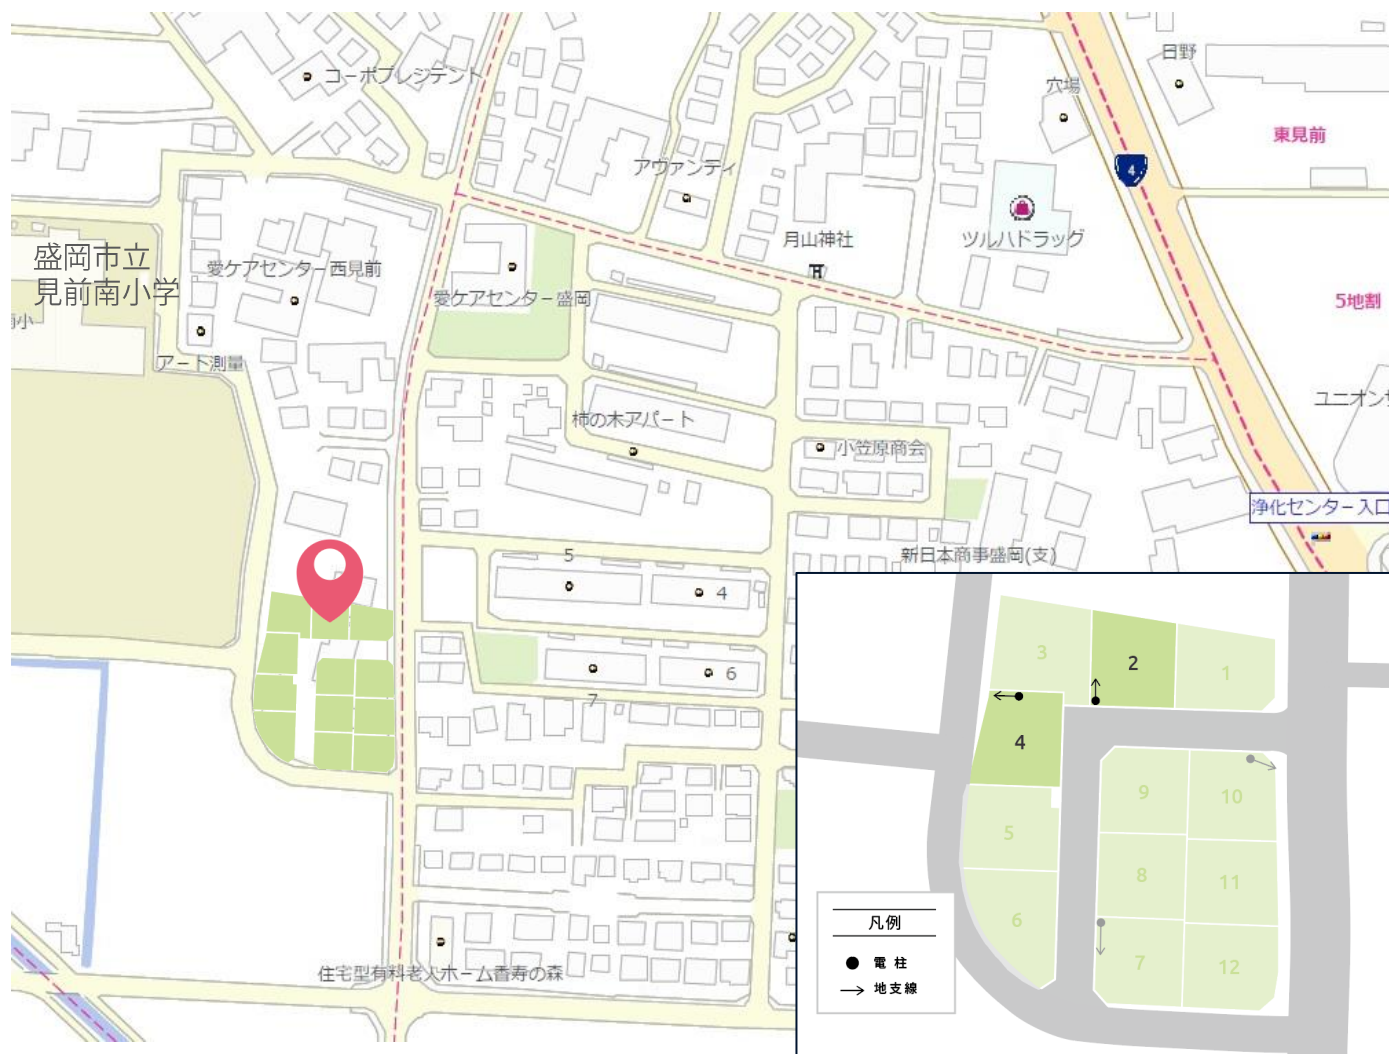 コーポプレジデント
日野
穴場
東見前
4
アヴァンティ
月山神社
ツルハドラッグ
盛岡市立
見前南小学
愛ケアセンター西見前
愛ケアセンター盛岡
5地割
アート測量
柿の木アパート
小笠原商会
ユニオンサ
浄化センター入口
新日本商事盛岡(支)
5
4
6
7
住宅型有料老人ホーム香寿の森
3
2
1
4
9
10
5
8
11
6
7
12
凡例
電柱
地支線